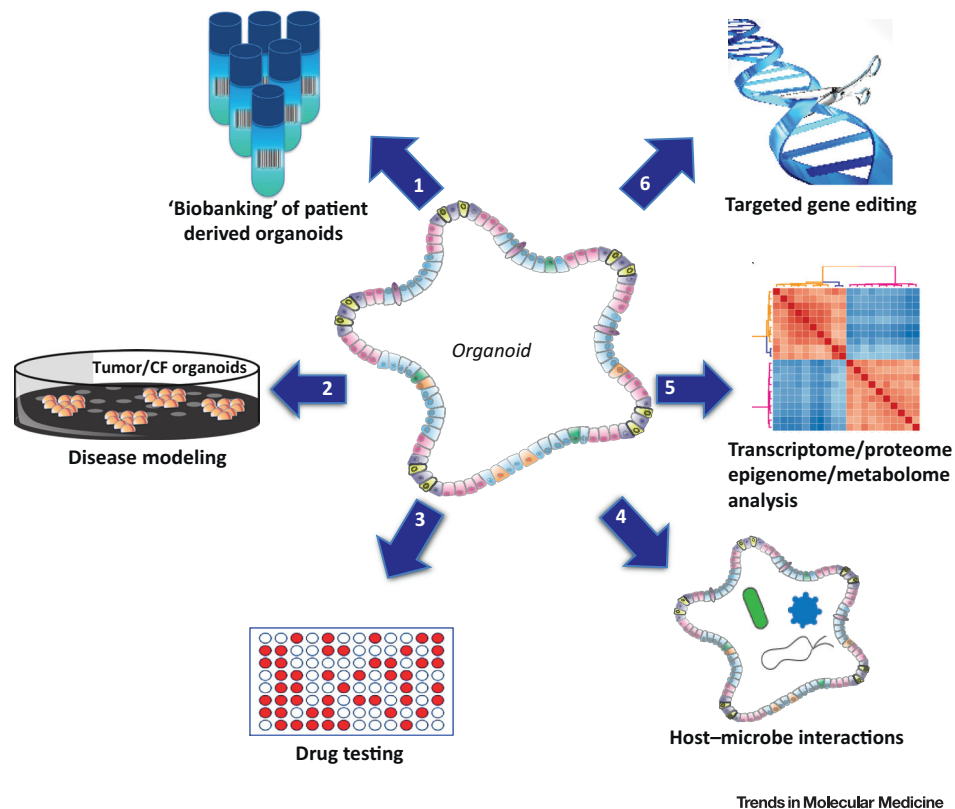 1
‘Biobanking’ of patient
derived organoids
6
Targeted gene editing
Organoid
Tumor/CF organoids
2
Disease modeling
5
Transcriptome/proteome
epigenome/metabolome
analysis
3
Drug testing
4
Host–microbe interactions
Trends in Molecular Medicine